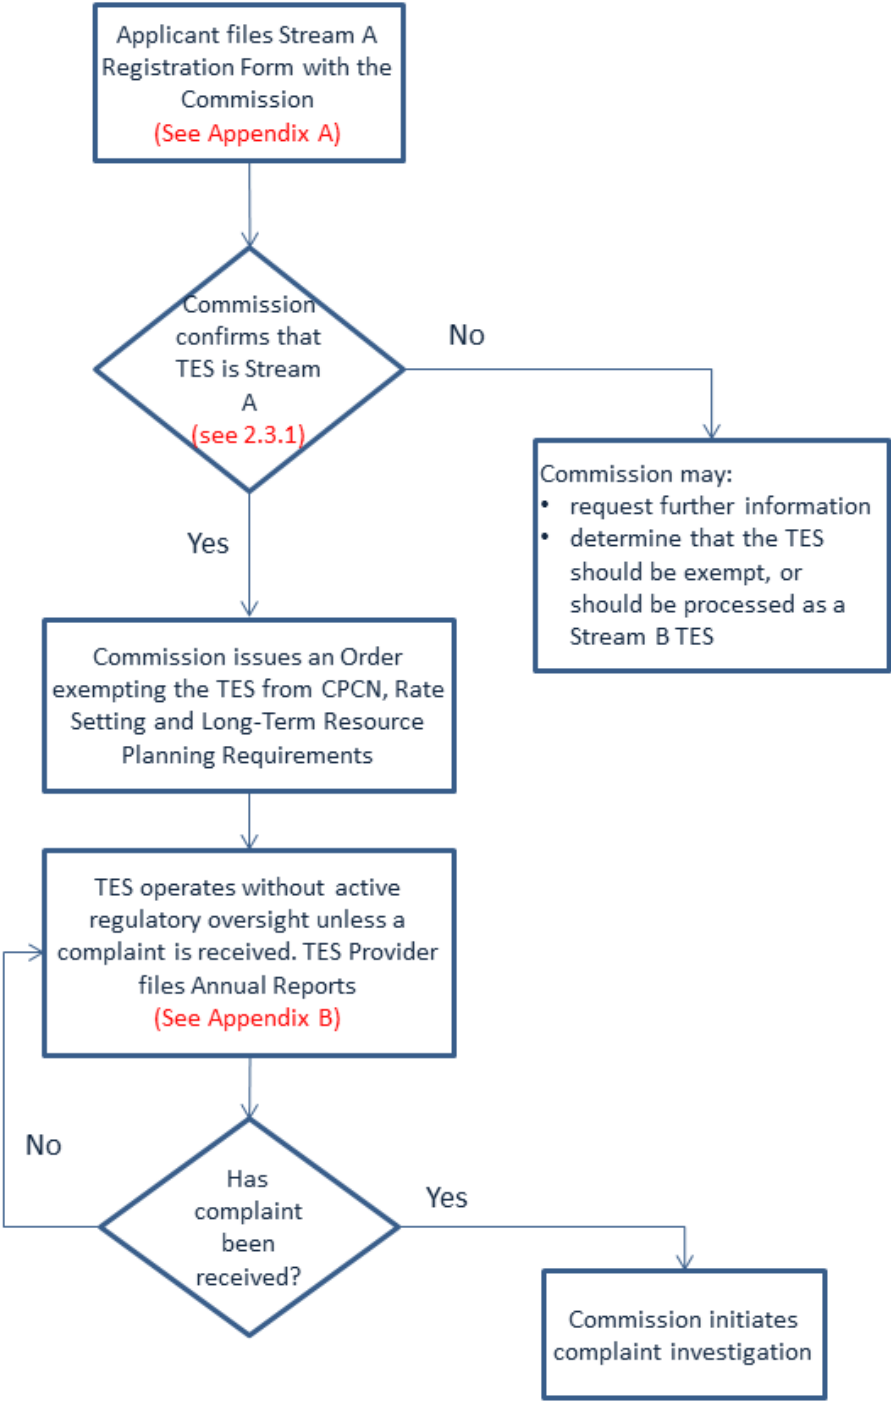 Applicant files Stream A
Registration Form with the
Commission
(See Appendix A)
Commission
confirms that
TES is Stream
A
(see 2.3.1)
No
Commission may:
• request further information
• determine that the TES
should be exempt, or
should be processed as a
Stream B TES
Yes
Commission issues an Order
exempting the TES from CPCN, Rate
Setting and Long-Term Resource
Planning Requirements
TES operates without active
regulatory oversight unless a
complaint is received. TES Provider
files Annual Reports
(See Appendix B)
No
Has
complaint
been
received?
Yes
Commission initiates
complaint investigation